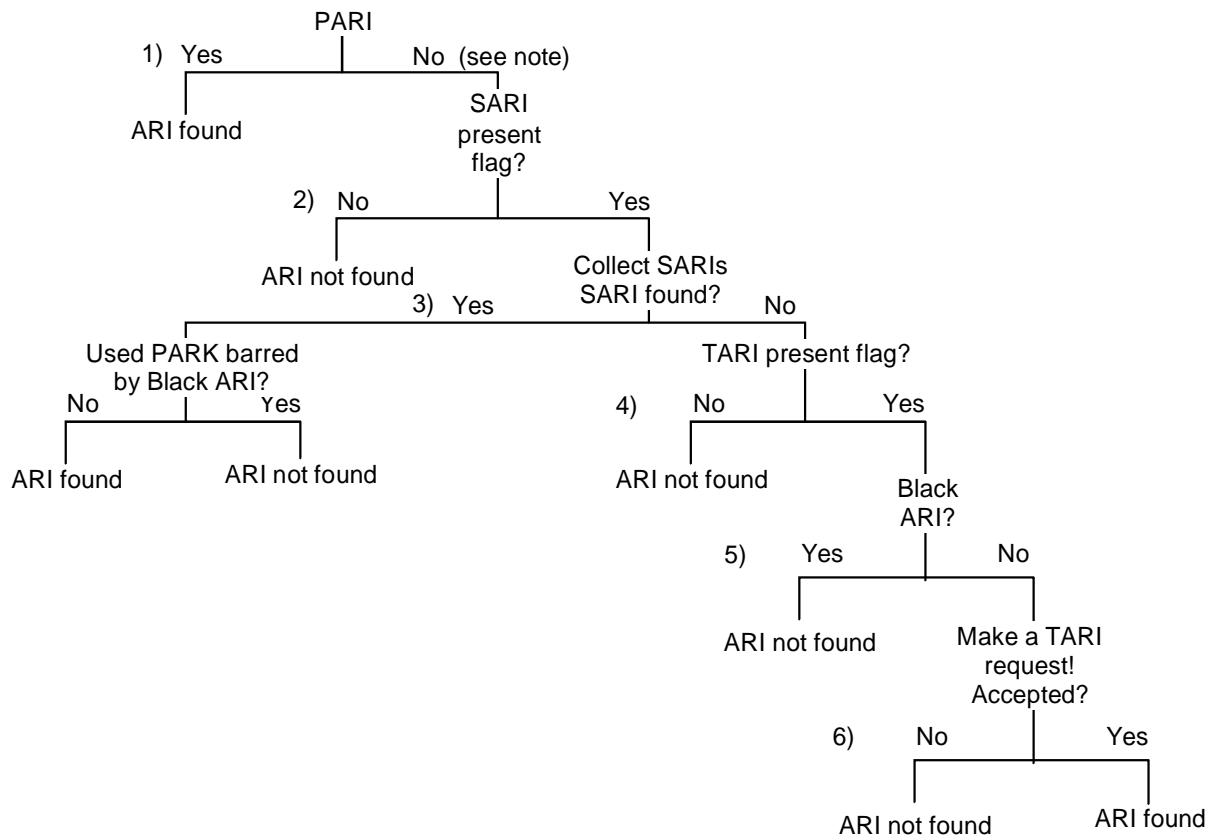 PARI
1) Yes No (see note)
ARI found
SARI
present
flag?
2) No Yes
ARI not found
Collect SARIs
SARI found?
3) Yes No
Used PARK barred
by Black ARI?
TARI present flag?
No Yes
4) No Yes
ARI found
ARI not found
ARI not found
Black
ARI?
5) Yes No
ARI not found
Make a TARI
request!
Accepted?
6) No Yes
ARI not found
ARI found